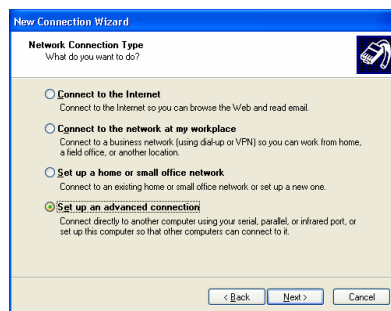 New Connection Wizard
Network Connection Type
What do you want to do?
Connect to the Internet
Connect to the Internet so you can browse the Web and read email.
Connect to the network at my workplace
Connect to a business network (using dial-up or VPN) so you can work from home,
a field office, or another location.
Set up a home or small office network
Connect to an existing home or small office network or set up a new one.
Set up an advanced connection
Connect directly to another computer using your serial, parallel, or infrared port, or
set up this computer so that other computers can connect to it.
< Back Next > Cancel